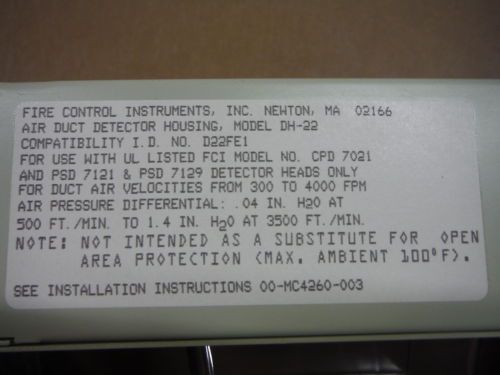 FIRE CONTROL INSTRUMENTS, INC. NEWTON, MA 02166
AIR DUCT DETECTOR HOUSING, MODEL DH-22
COMPATIBILITY I.D. NO. D22FE1
FOR USE WITH UL LISTED FCI MODEL NO. CPD 7021
AND PSD 7121 & PSD 7129 DETECTOR HEADS ONLY
FOR DUCT AIR VELOCITIES FROM 300 TO 4000 FPM
AIR PRESSURE DIFFERENTIAL: .04 IN. H20 AT
500 FT./MIN. TO 1.4 IN. H₂0 AT 3500 FT./MIN.
NOTE: NOT INTENDED AS A SUBSTITUTE FOR OPEN
AREA PROTECTION (MAX. AMBIENT 100°F).
SEE INSTALLATION INSTRUCTIONS 00-MC4260-003